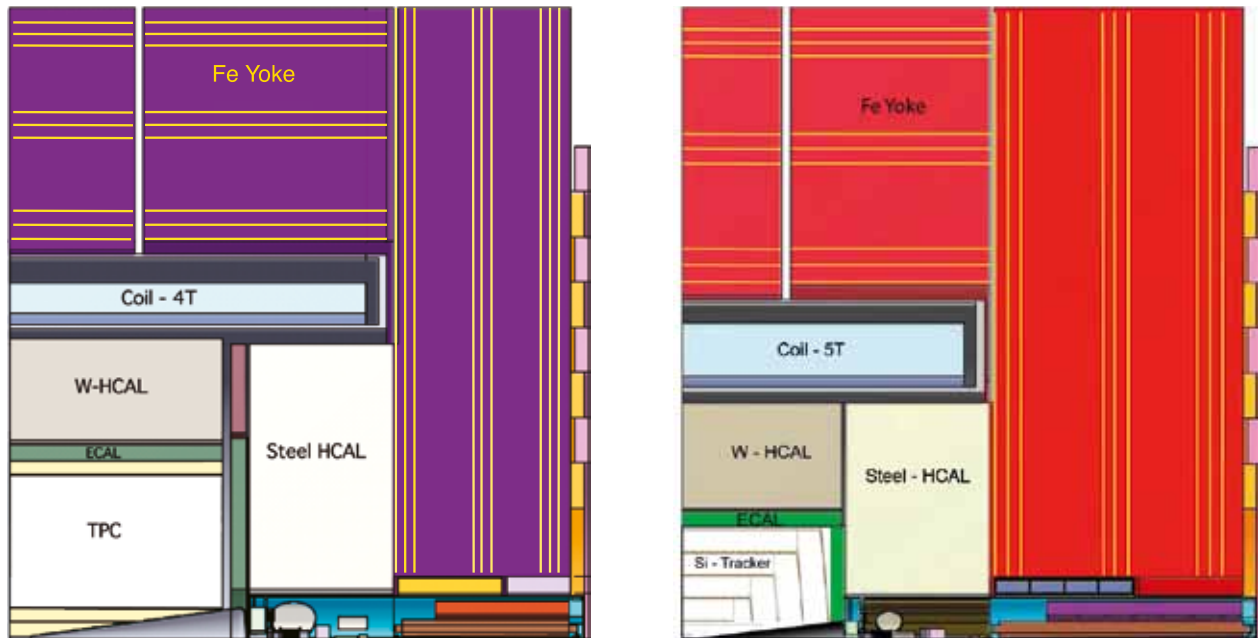 Fe Yoke
Coil - 4T
W-HCAL
ECAL
Steel HCAL
TPC
Fe Yoke
Coil - 5T
W - HCAL
Steel - HCAL
ECAL
Si - Tracker